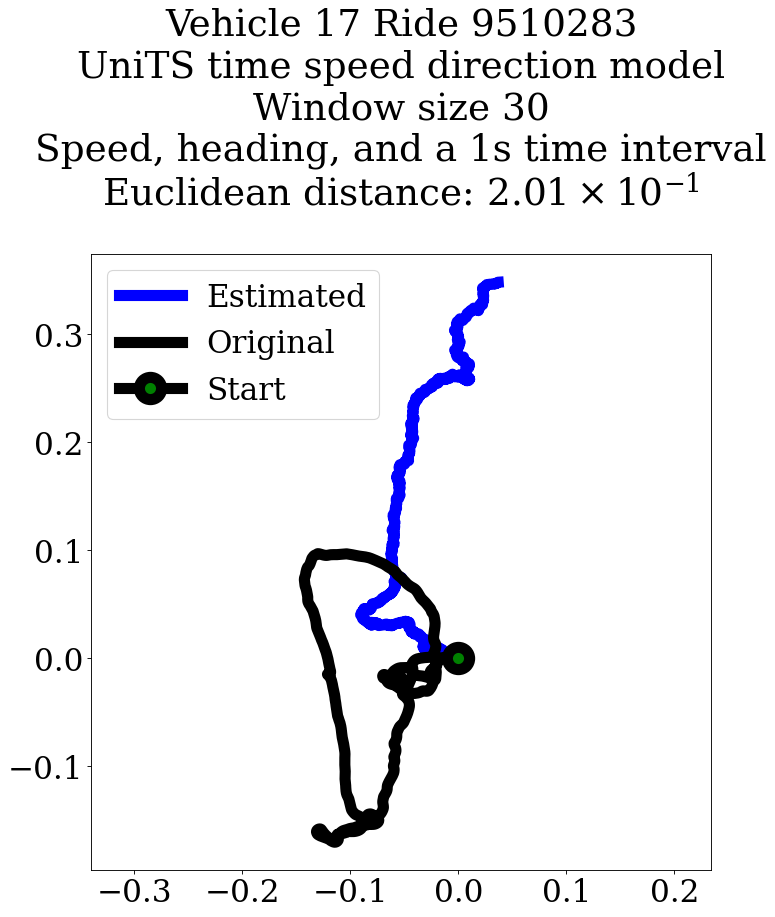 Vehicle 17 Ride 9510283
UniTS time speed direction model
Window size 30
Speed, heading, and a 1s time interval
Euclidean distance: 2.01 × 10⁻¹
Estimated
Original
Start
0.3
0.2
0.1
0.0
−0.1
−0.3 −0.2 −0.1 0.0 0.1 0.2